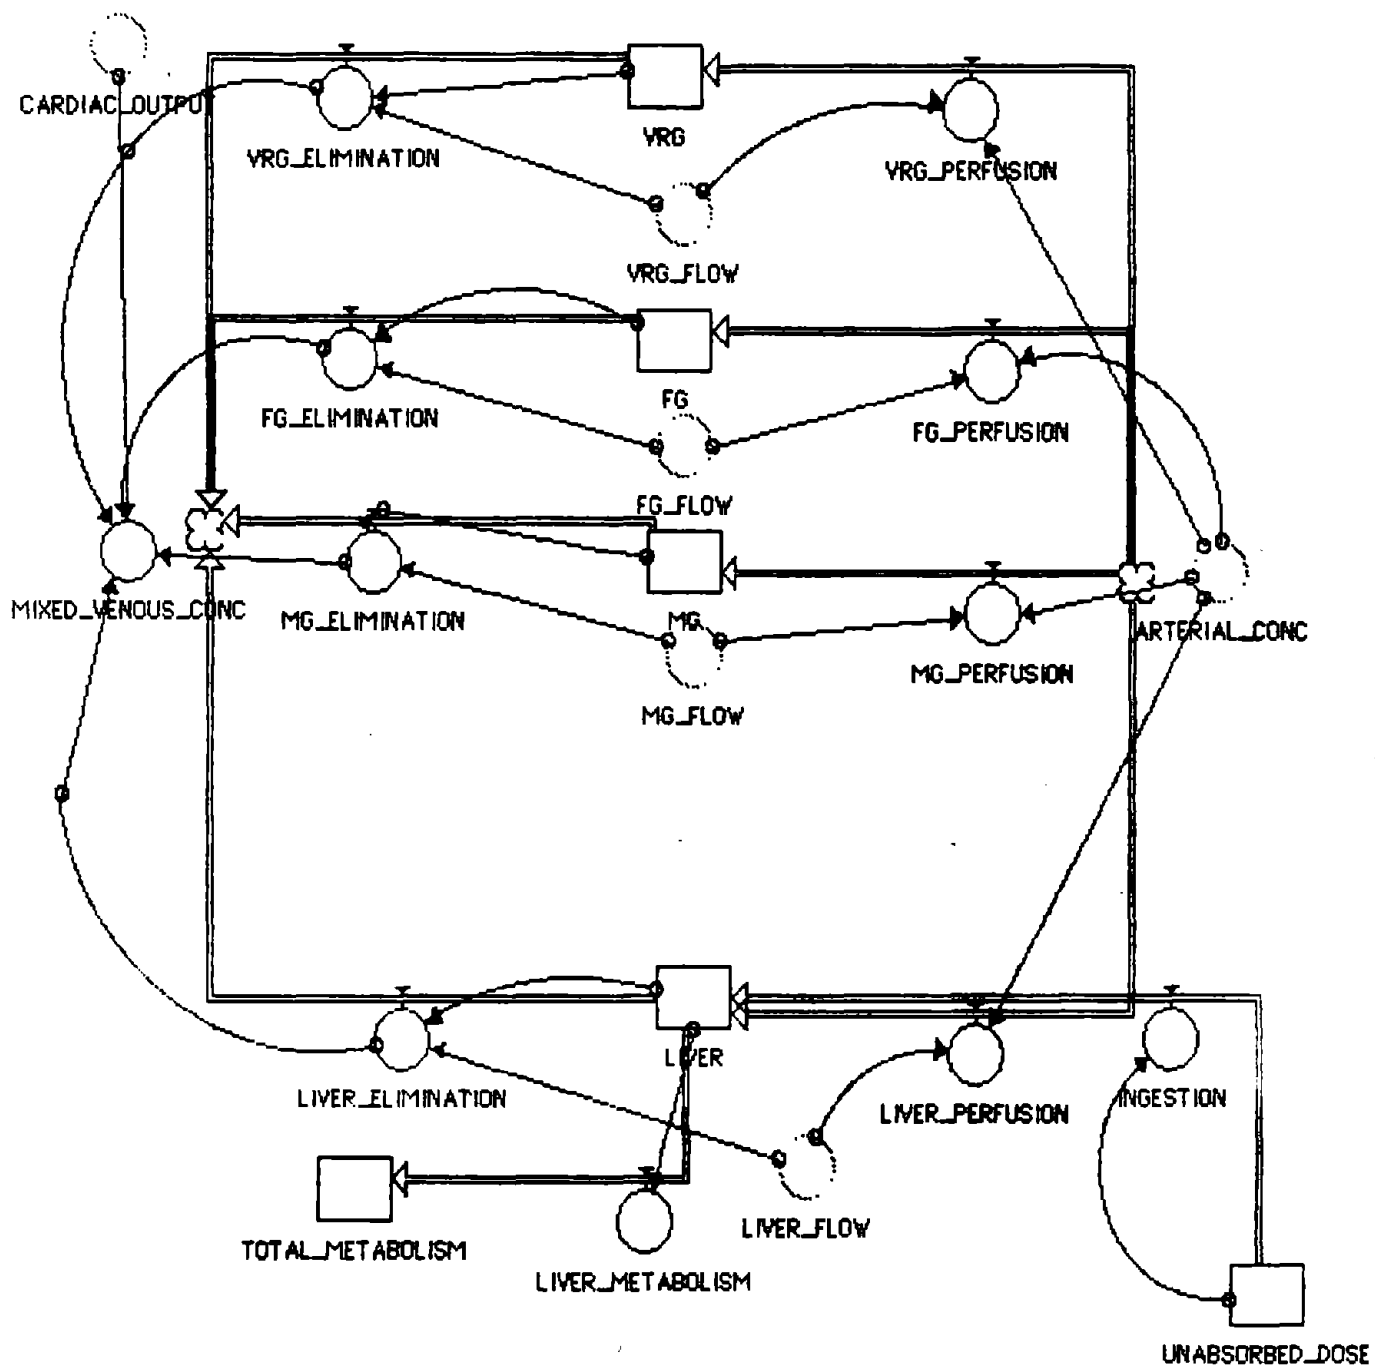 CARDIAC_OUTPUT
VRG
VRG_ELIMINATION
VRG_PERFUSION
VRG_FLOW
FG
FG_ELIMINATION
FG_PERFUSION
FG_FLOW
MIXED_VENOUS_CONC
MG_ELIMINATION
MG
ARTERIAL_CONC
MG_PERFUSION
MG_FLOW
LIVER
LIVER_ELIMINATION
LIVER_PERFUSION
INGESTION
LIVER_FLOW
TOTAL_METABOLISM
LIVER_METABOLISM
UNABSORBED_DOSE